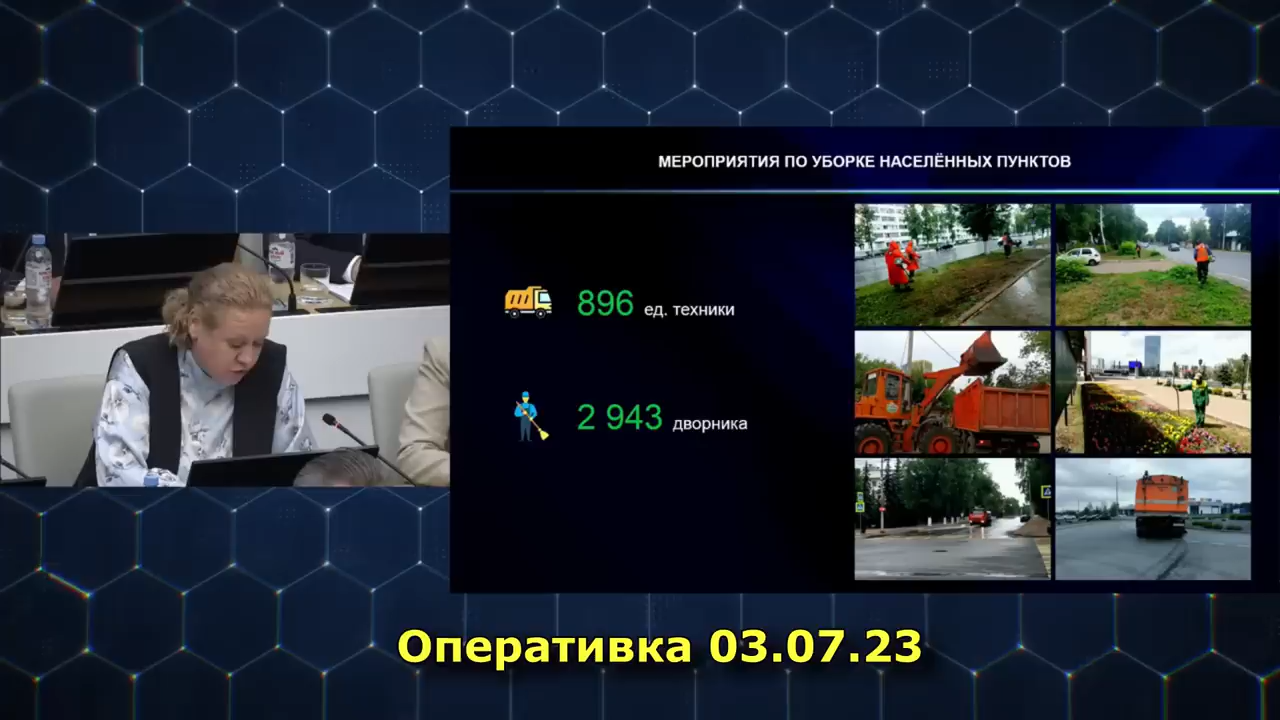 МЕРОПРИЯТИЯ ПО УБОРКЕ НАСЕЛЁННЫХ ПУНКТОВ
896 ед. техники
2 943 дворника
Оперативка 03.07.23